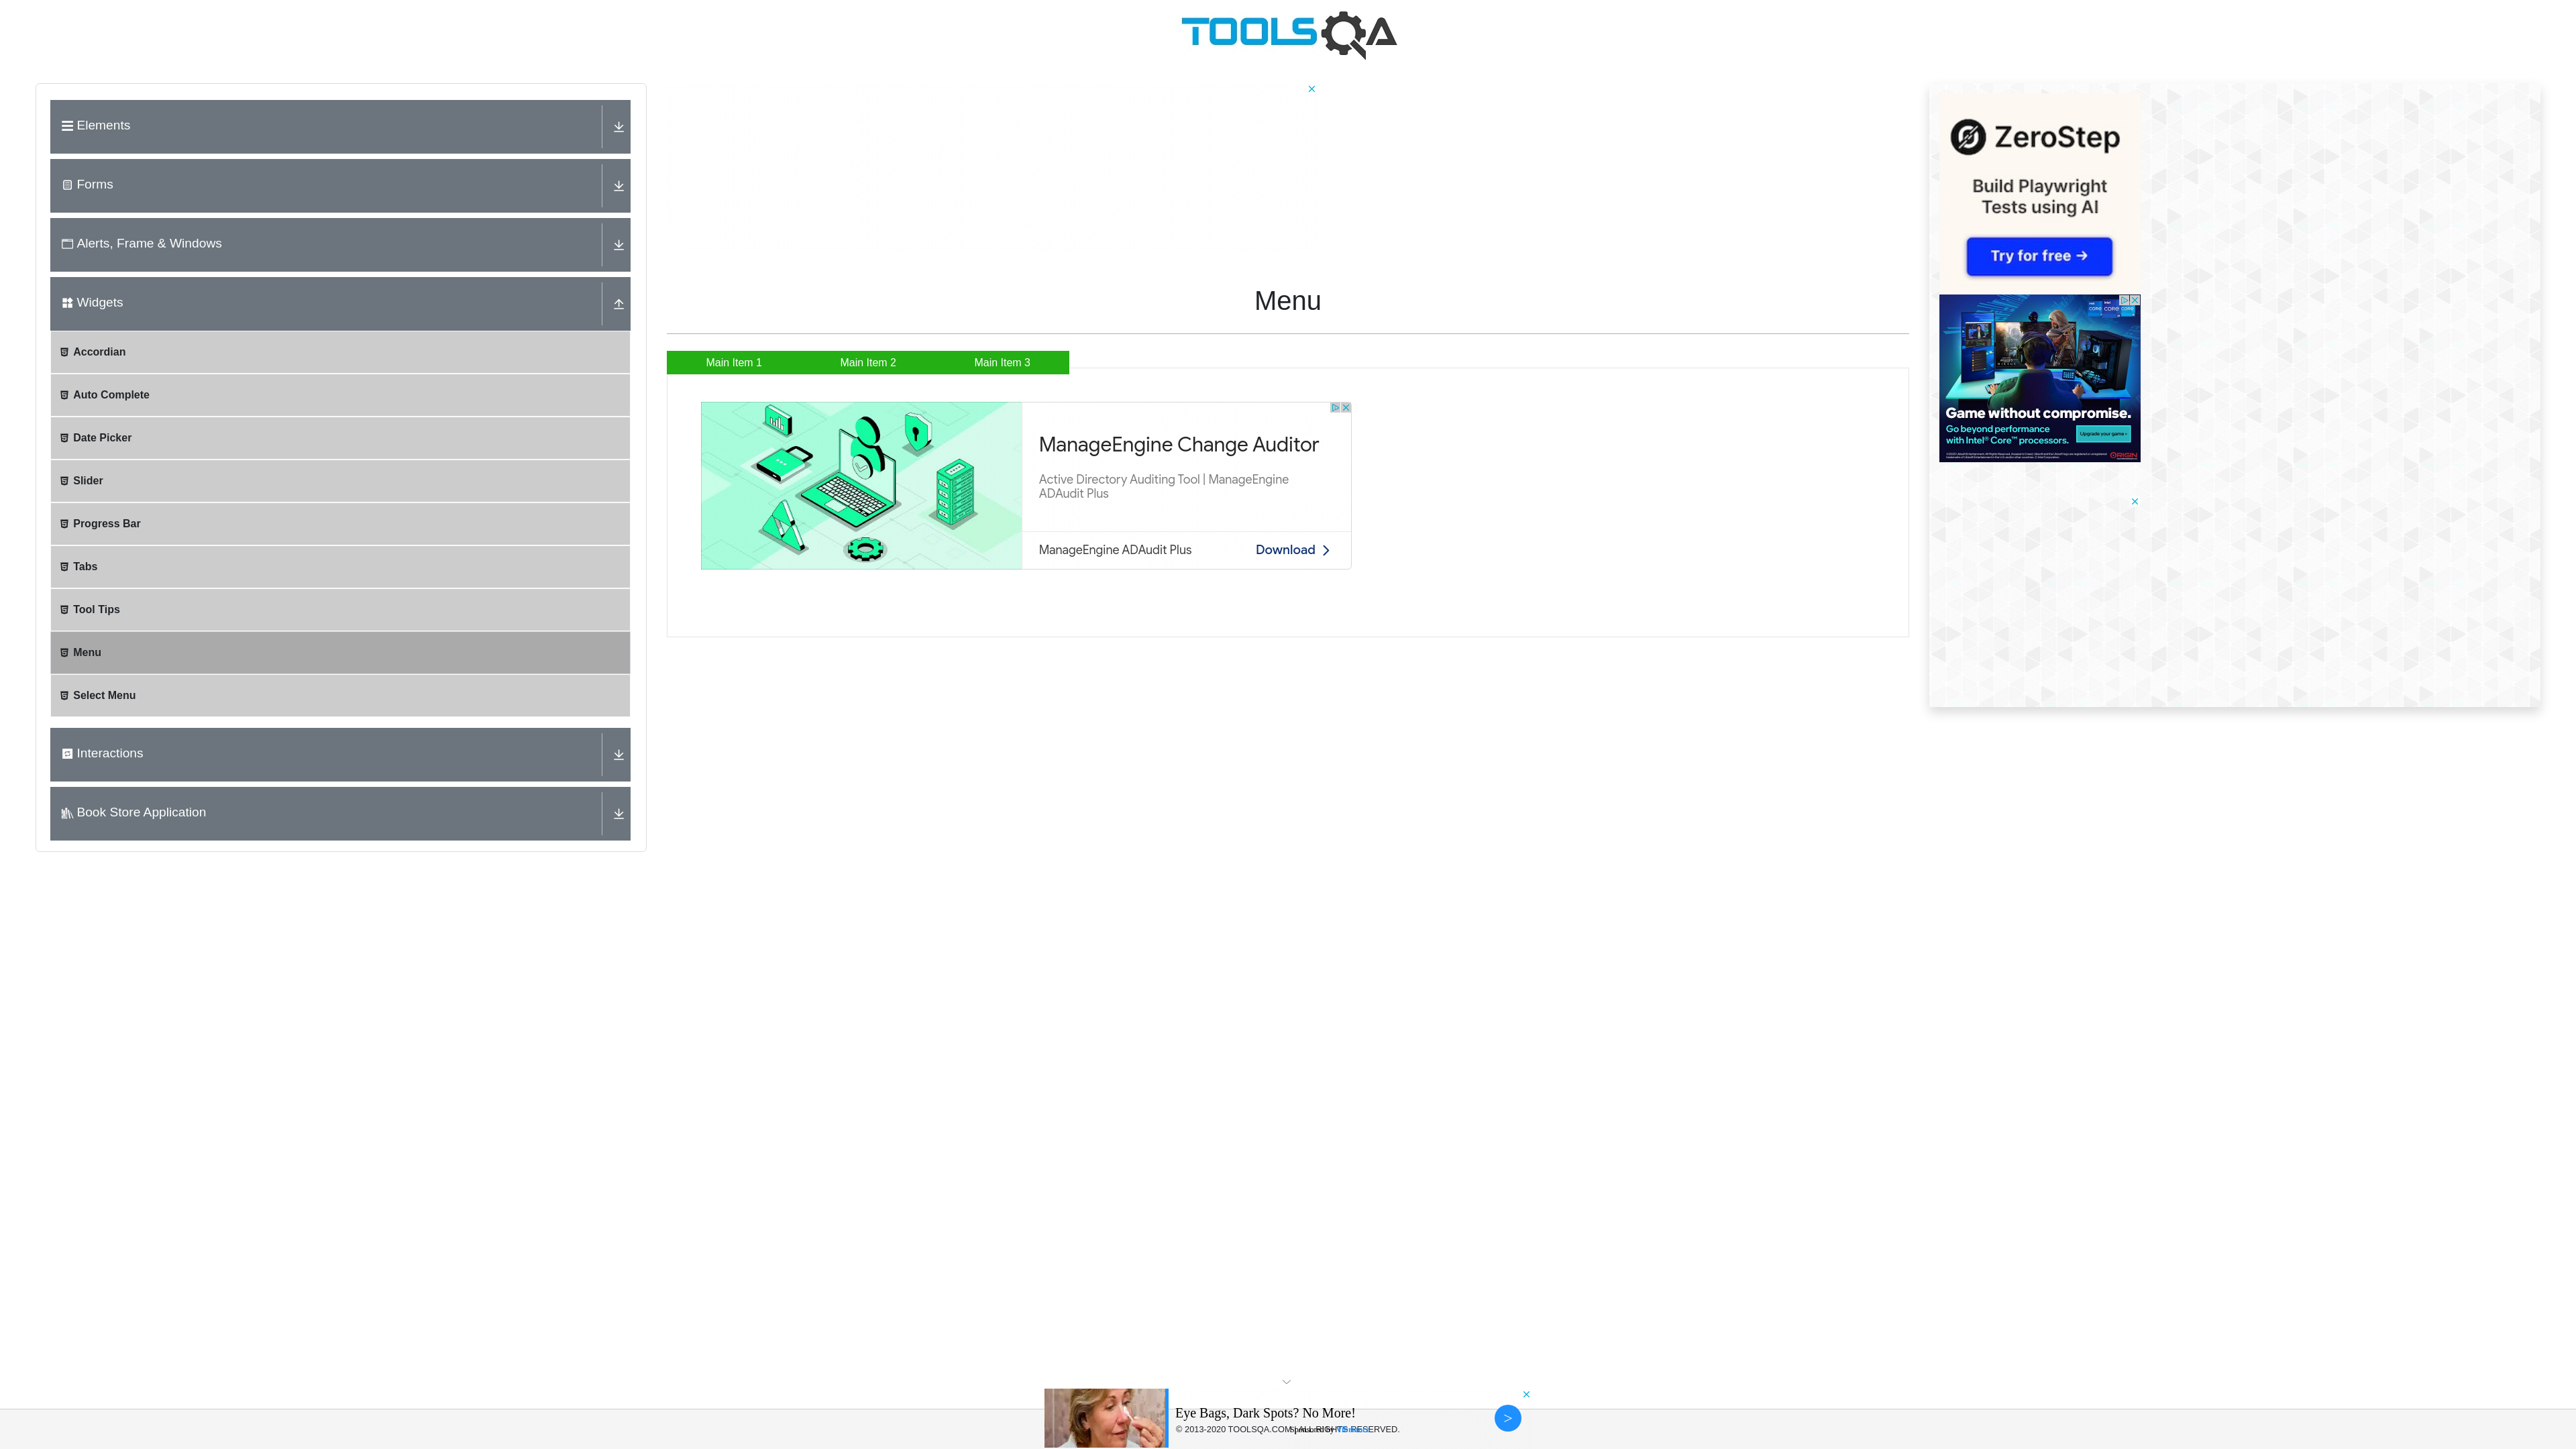 TOOLSQA
Elements
Forms
Alerts, Frame & Windows
Widgets
Accordian
Auto Complete
Date Picker
Slider
Progress Bar
Tabs
Tool Tips
Menu
Select Menu
Interactions
Book Store Application
Menu
Main Item 1
Main Item 2
Main Item 3
ManageEngine Change Auditor
Active Directory Auditing Tool | ManageEngine
ADAudit Plus
ManageEngine ADAudit Plus
Download
ZeroStep
Build Playwright
Tests using AI
Try for free →
Game without compromise.
Go beyond performance
with Intel® Core™ processors.
Upgrade your game ›
ORIGIN
Eye Bags, Dark Spots? No More!
© 2013-2020 TOOLSQA.COM | ALL RIGHTS RESERVED.